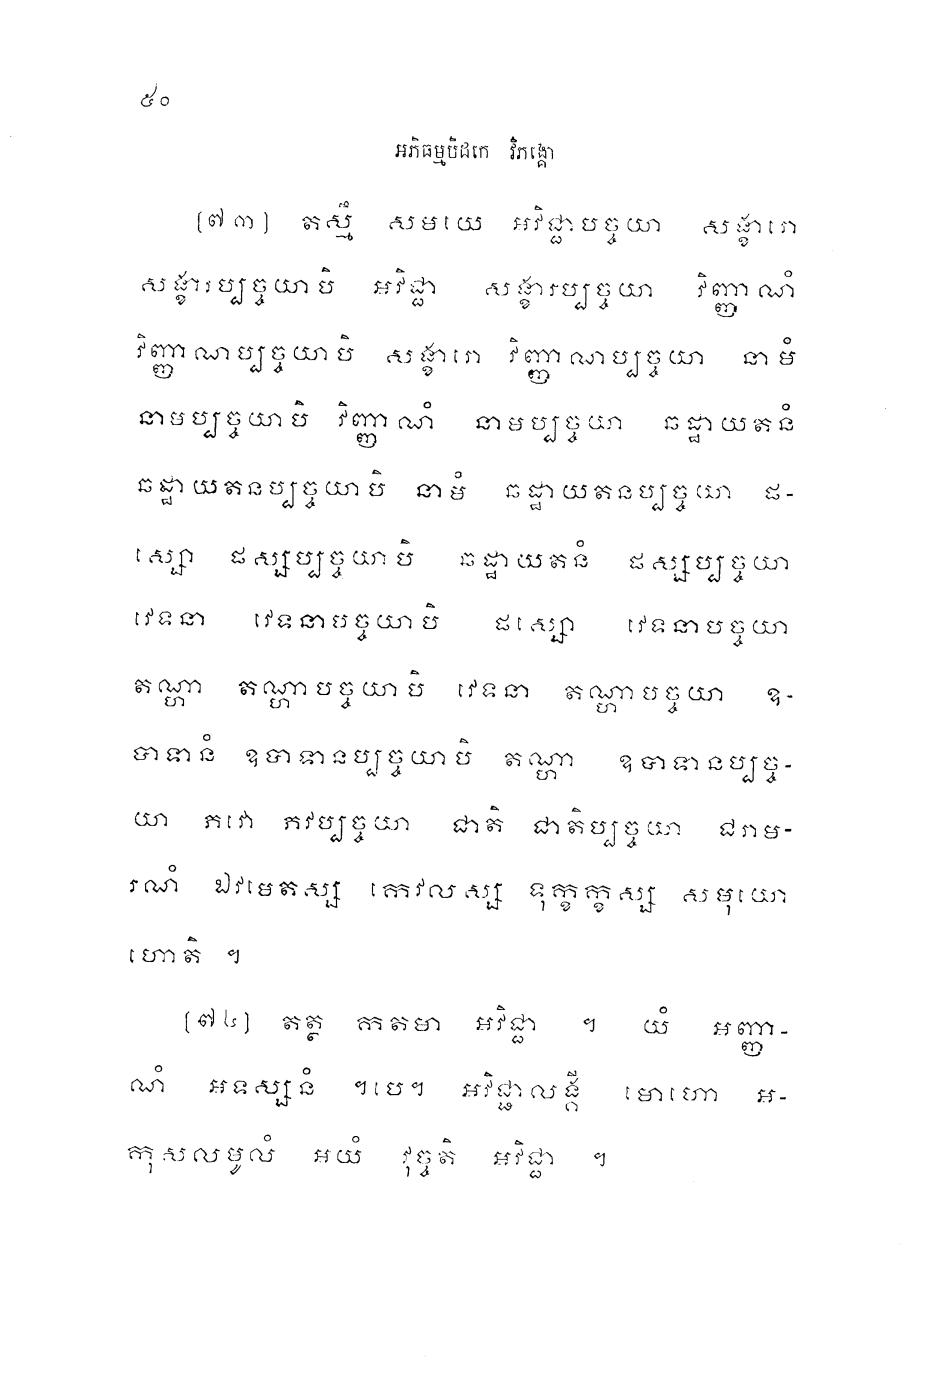 ៥០
អភិធម្មបិដកេ វិភង្គោ
[៧៣] តស្មឹ សមយេ អវិជ្ជាបច្ចយា សង្ខារោ
សង្ខារប្បច្ចយាបិ អវិជ្ជា សង្ខារប្បច្ចយា វិញ្ញាណំ
វិញ្ញាណប្បច្ចយាបិ សង្ខារោ វិញ្ញាណប្បច្ចយា នាមំ
នាមប្បច្ចយាបិ វិញ្ញាណំ នាមប្បច្ចយា ឆដ្ឋាយតនំ
ឆដ្ឋាយតនប្បច្ចយាបិ នាមំ ឆដ្ឋាយតនប្បច្ចយា ផ-
ស្សោ ផស្សប្បច្ចយាបិ ឆដ្ឋាយតនំ ផស្សប្បច្ចយា
វេទនា វេទនាបច្ចយាបិ ផស្សោ វេទនាបច្ចយា
តណ្ហា តណ្ហាបច្ចយាបិ វេទនា តណ្ហាបច្ចយា ឧ-
បាទានំ ឧបាទានប្បច្ចយាបិ តណ្ហា ឧបាទានប្បច្ច-
យា ភវោ ភវប្បច្ចយា ជាតិ ជាតិប្បច្ចយា ជរាម-
រណំ ឯវមេតស្ស កេវលស្ស ទុក្ខក្ខន្ធស្ស សមុទយោ
ហោតិ ។
[៧៤] តត្ថ កតមា អវិជ្ជា ។ យំ អញ្ញា-
ណំ អទស្សនំ ។បេ។ អវិជ្ជាលង្គី មោហោ អ-
កុសលមូលំ អយំ វុច្ចតិ អវិជ្ជា ។